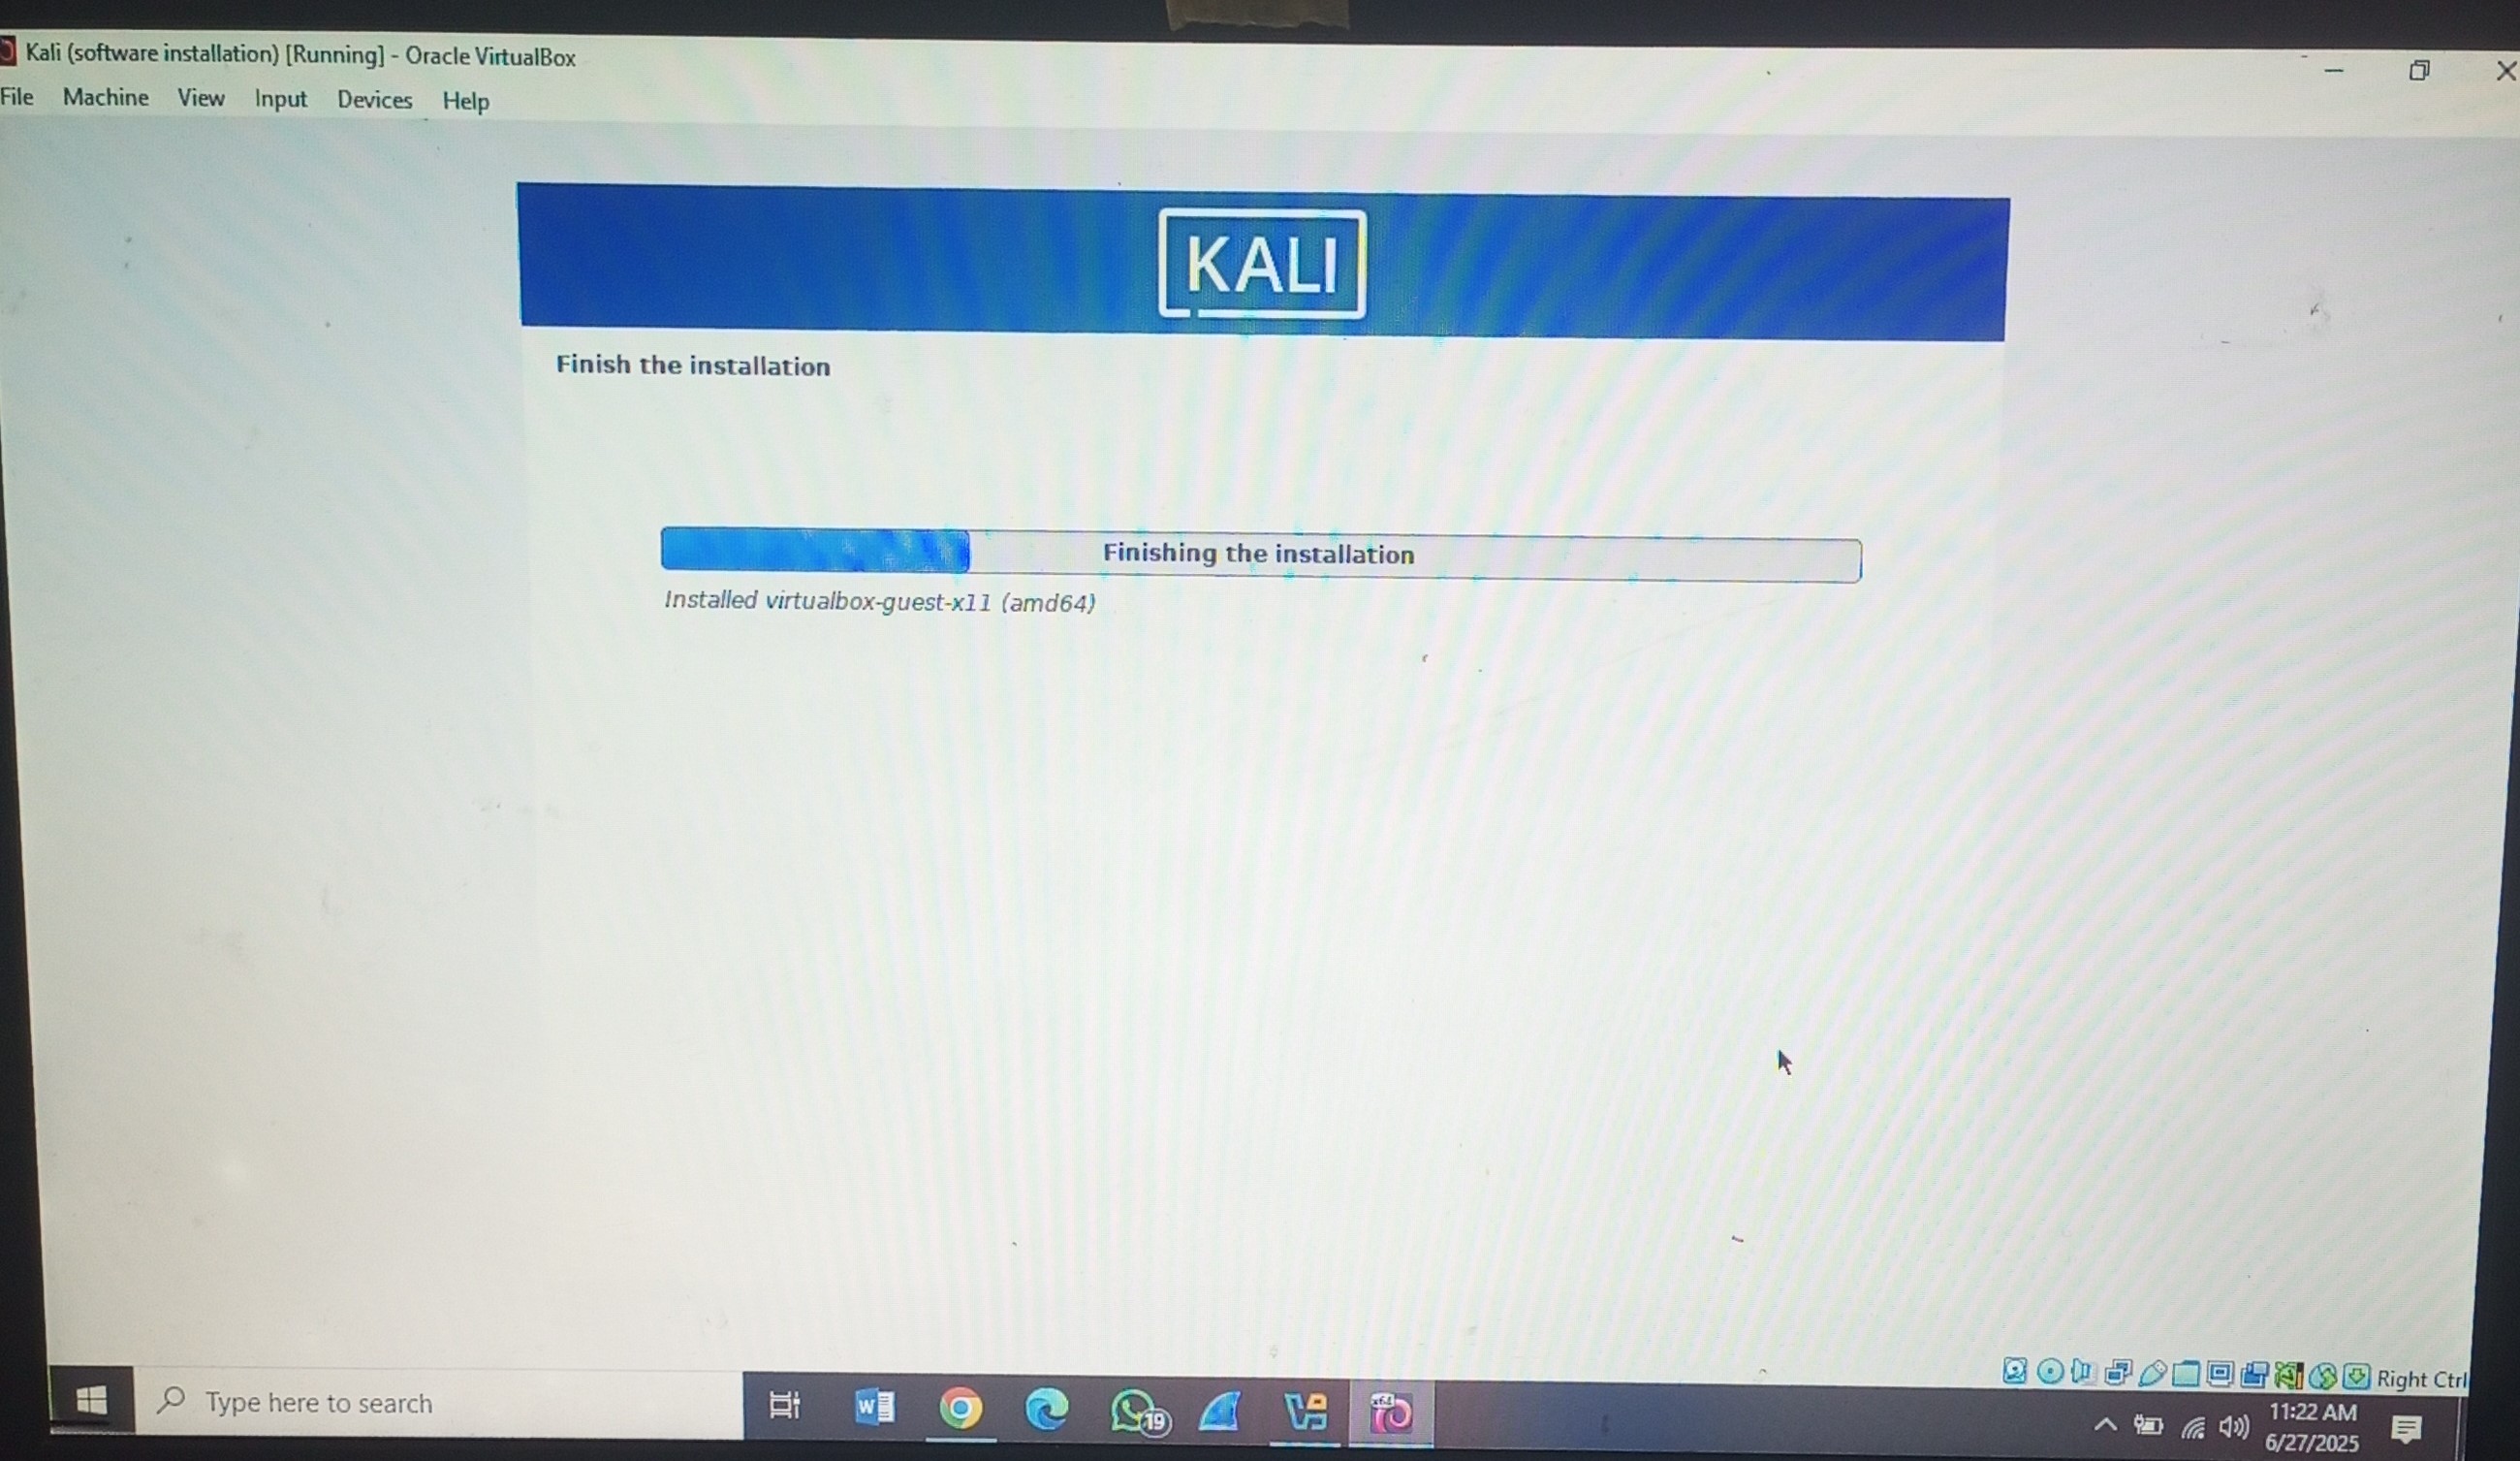 Kali (software installation) [Running] - Oracle VirtualBox
File Machine View Input Devices Help
KALI
Finish the installation
Finishing the installation
Installed virtualbox-guest-x11 (amd64)
Right Ctrl
Type here to search
W
19
x64
11:22 AM
6/27/2025